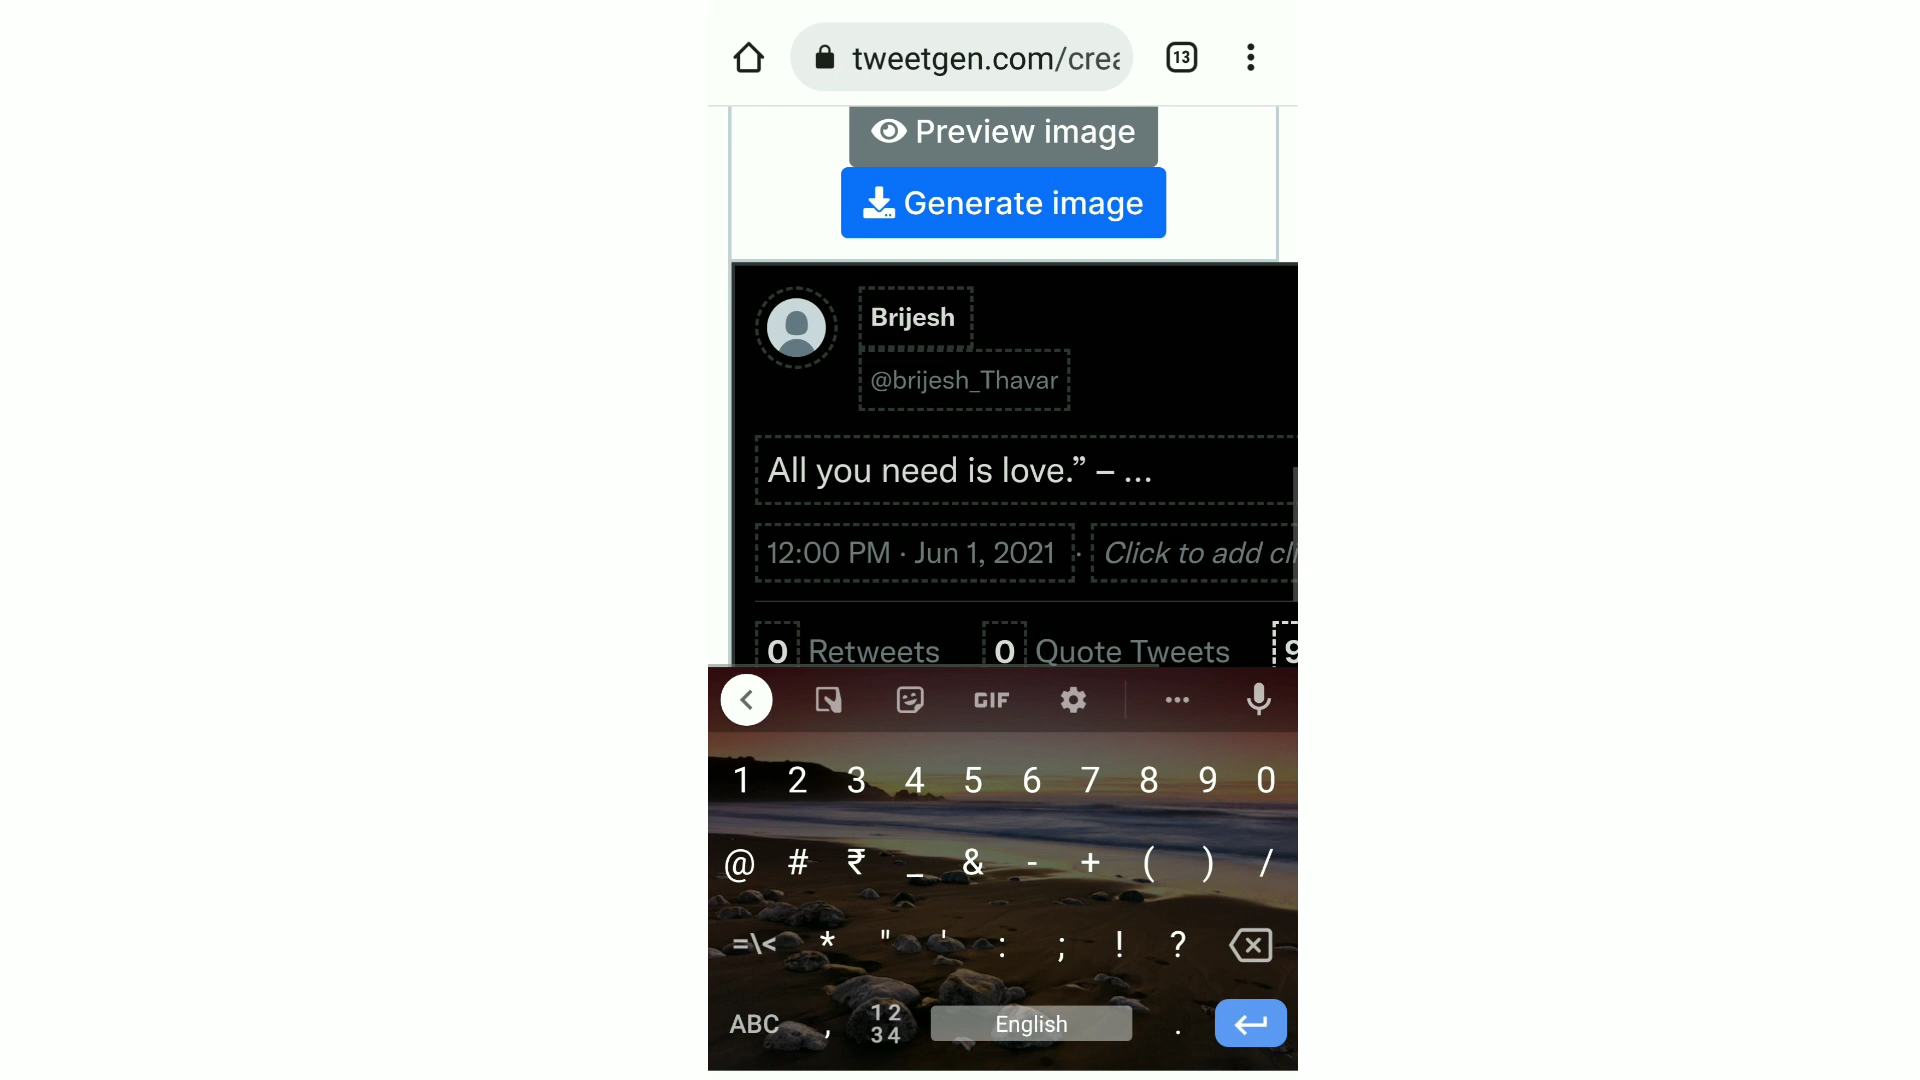 tweetgen.com/crea
13
Preview image
Generate image
Brijesh
@brijesh_Thavar
All you need is love.” – ...
12:00 PM · Jun 1, 2021 · Click to add cli
0 Retweets 0 Quote Tweets 9
GIF
1 2 3 4 5 6 7 8 9 0
@ # ₹ _ & - + ( ) /
=\< * " ' : ; ! ?
ABC , 12 34 English .